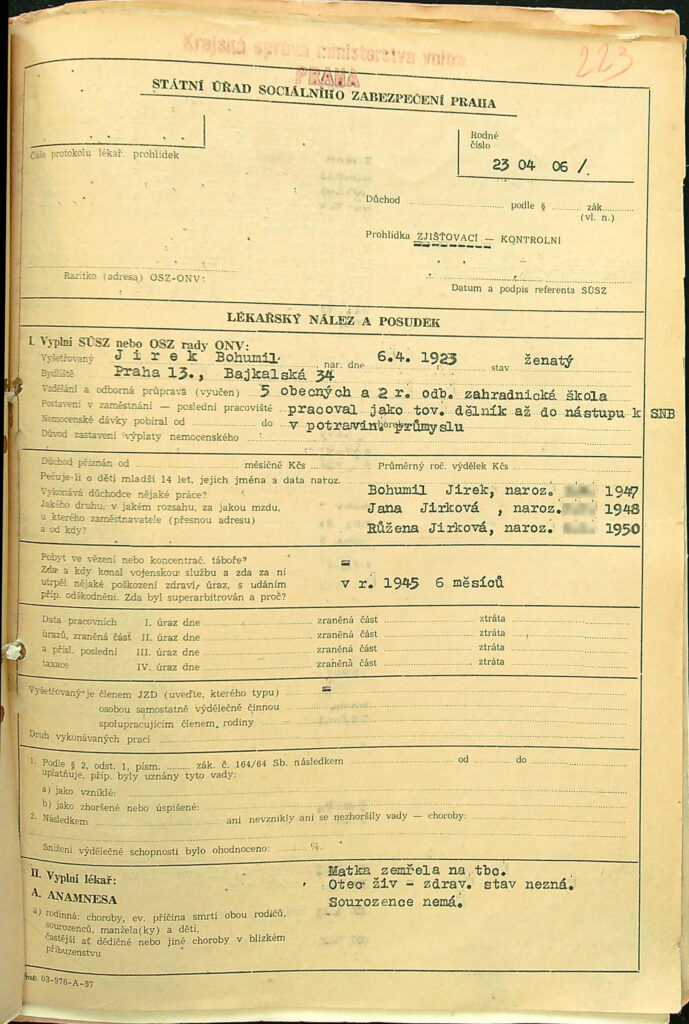 Krajská správa ministerstva vnitra
PRAHA
223
STÁTNÍ ÚŘAD SOCIÁLNÍHO ZABEZPEČENÍ PRAHA
Číslo protokolu lékař. prohlídek
Rodné
číslo
23 04 06 /.
Důchod podle § zák.
(vl. n.)
Prohlídka ZJIŠŤOVACÍ — KONTROLNÍ
Razítko (adresa) OSZ-ONV:
Datum a podpis referenta SÚSZ
LÉKAŘSKÝ NÁLEZ A POSUDEK
I. Vyplní SÚSZ nebo OSZ rady ONV:
Vyšetřovaný J i r e k Bohumil nar. dne 6.4. 1923 r. stav ženatý
Bydliště Praha 13., Bajkalská 34
Vzdělání a odborná průprava (vyučen) 5 obecných a 2 r. odb. zahradnická škola
Postavení v zaměstnání — poslední pracoviště pracoval jako tov. dělník až do nástupu k SNB
Nemocenské dávky pobíral od do v potravin. průmyslu
Důvod zastavení výplaty nemocenského
Důchod přiznán od měsíčně Kčs Průměrný roč. výdělek Kčs
Pečuje-li o děti mladší 14 let, jejich jména a data naroz.
Vykonává důchodce nějaké práce? Bohumil Jirek, naroz. 1947
Jakého druhu, v jakém rozsahu, za jakou mzdu, Jana Jirková , naroz. 1948
u kterého zaměstnavatele (přesnou adresu)
a od kdy? Růžena Jirková, naroz. 1950
Pobyt ve vězení nebo koncentrač. táboře? =
Zda a kdy konal vojenskou službu a zda za ní
utrpěl nějaké poškození zdraví, úraz, s udáním v r. 1945 6 měsíců
příp. odškodnění. Zda byl superarbitrován a proč?
Data pracovních I. úraz dne zraněná část ztráta
úrazů, zraněná část II. úraz dne zraněná část ztráta
a přísl. poslední III. úraz dne zraněná část ztráta
taxace IV. úraz dne zraněná část ztráta
Vyšetřovaný je členem JZD (uveďte, kterého typu) =
osobou samostatně výdělečně činnou
spolupracujícím členem rodiny
Druh vykonávaných prací
1. Podle § 2, odst. 1, písm. zák. č. 164/64 Sb. následkem od do
uplatňuje, příp. byly uznány tyto vady:
a) jako vzniklé:
b) jako zhoršené nebo úspíšené:
2. Následkem ani nevznikly ani se nezhoršily vady — choroby:
Snížení výdělečné schopnosti bylo ohodnoceno: %.
II. Vyplní lékař: Matka zemřela na tbc.
Otec živ - zdrav. stav nezná.
A. ANAMNESA Sourozence nemá.
a) rodinná: choroby, ev. příčina smrti obou rodičů,
sourozenců, manžela(ky) a dětí,
častější ať dědičné nebo jiné choroby v blízkém
příbuzenstvu
03-976-A-57